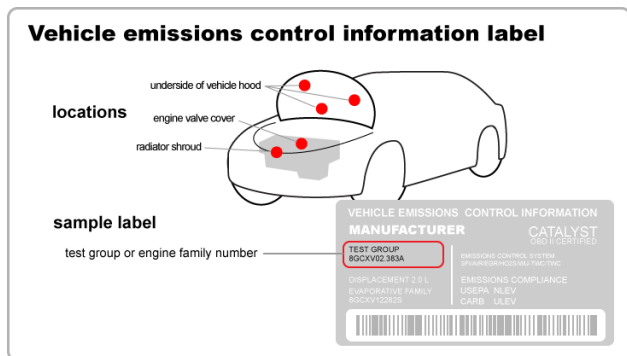 Vehicle emissions control information label
underside of vehicle hood
locations
engine valve cover
radiator shroud
sample label
test group or engine family number
VEHICLE EMISSIONS CONTROL INFORMATION
MANUFACTURER
CATALYST
OBD II CERTIFIED
TEST GROUP
8GCXV02.383A
EMISSIONS CONTROL SYSTEM
DISPLACEMENT 2.0 L
EVAPORATIVE FAMILY
8GCXV12282S
EMISSIONS COMPLIANCE
USEPA NLEV
CARB ULEV